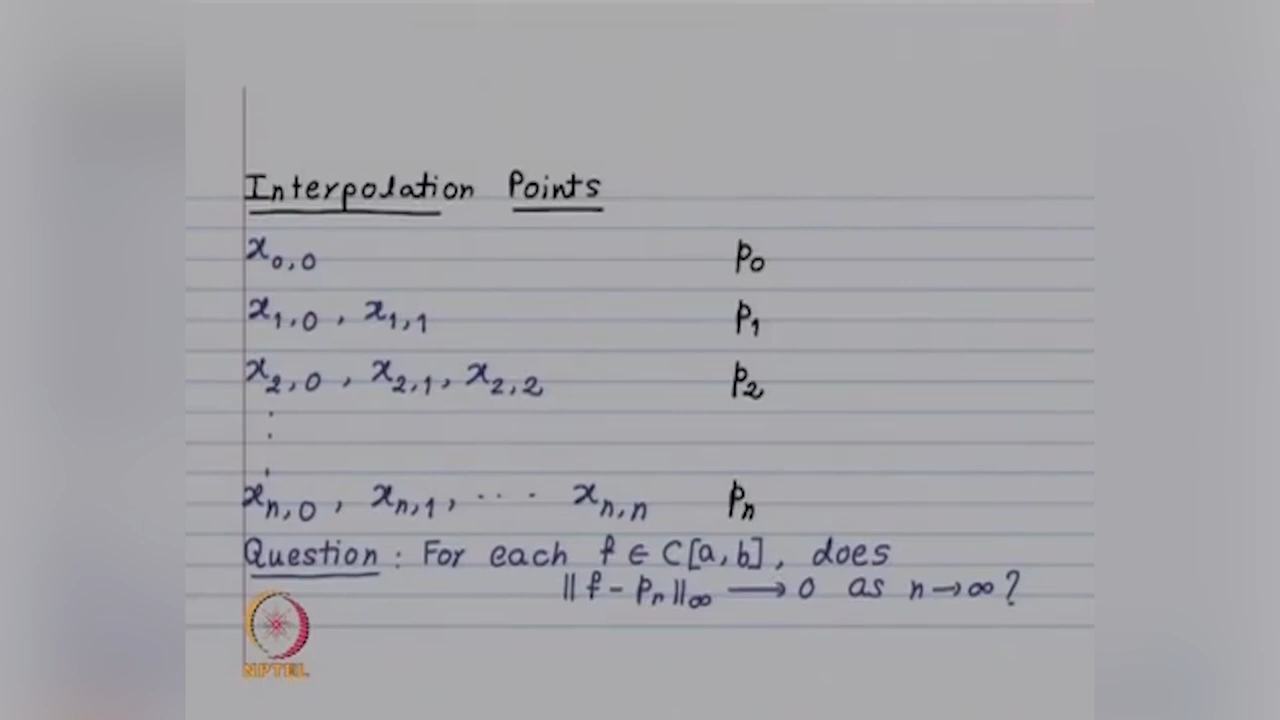 Interpolation Points
x₀,₀ p₀
x₁,₀ , x₁,₁ p₁
x₂,₀ , x₂,₁, x₂,₂ p₂
⋮
xₙ,₀ , xₙ,₁, ··· xₙ,ₙ pₙ
Question : For each f ∈ C[a,b], does
‖f - pₙ‖∞ ⟶ 0 as n→∞?
NPTEL